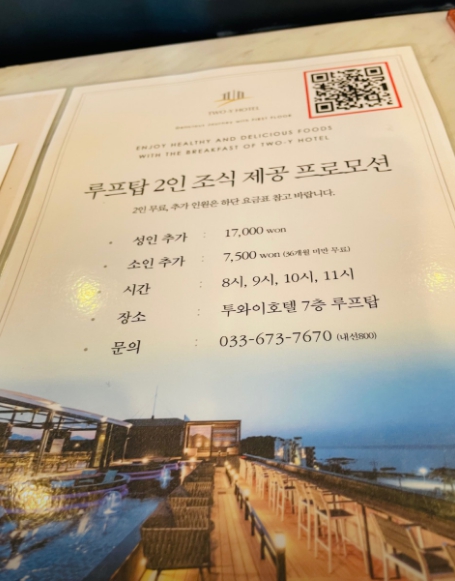 TWO-Y HOTEL
ENJOY HEALTHY AND DELICIOUS FOODS
WITH THE BREAKFAST OF TWO-Y HOTEL
루프탑 2인 조식 제공 프로모션
2인 무료, 추가 인원은 하단 요금표 참고 바랍니다.
• 성인 추가 : 17,000 won
• 소인 추가 : 7,500 won (36개월 미만 무료)
• 시간 : 8시, 9시, 10시, 11시
• 장소 : 투와이호텔 7층 루프탑
• 문의 : 033-673-7670 (내선800)